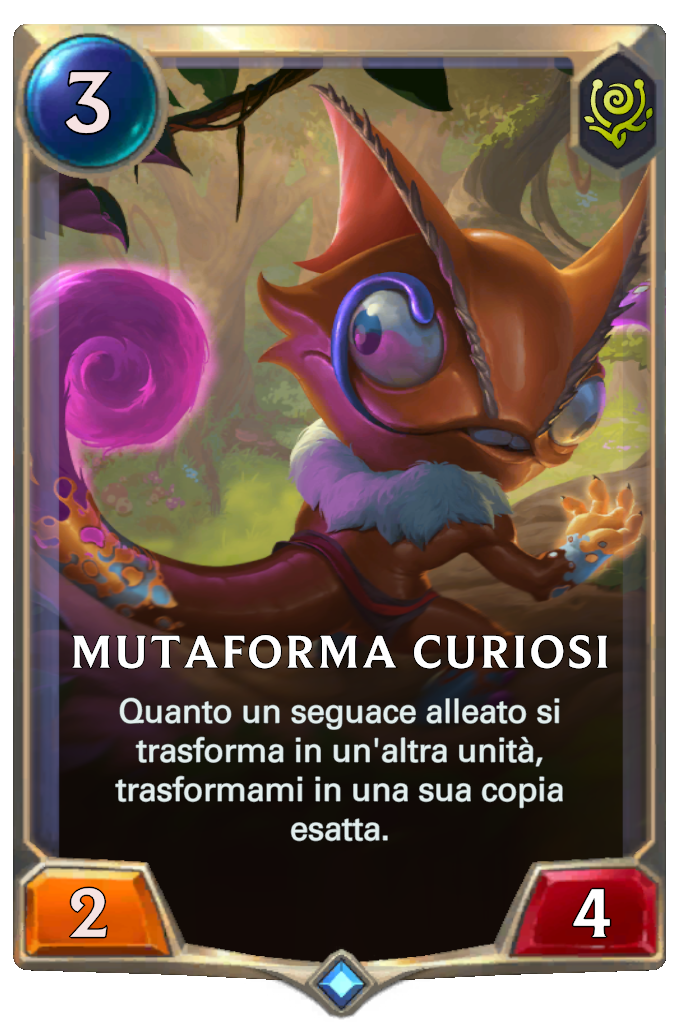 3
MUTAFORMA CURIOSI
Quanto un seguace alleato si
trasforma in un'altra unità,
trasformami in una sua copia
esatta.
2
4